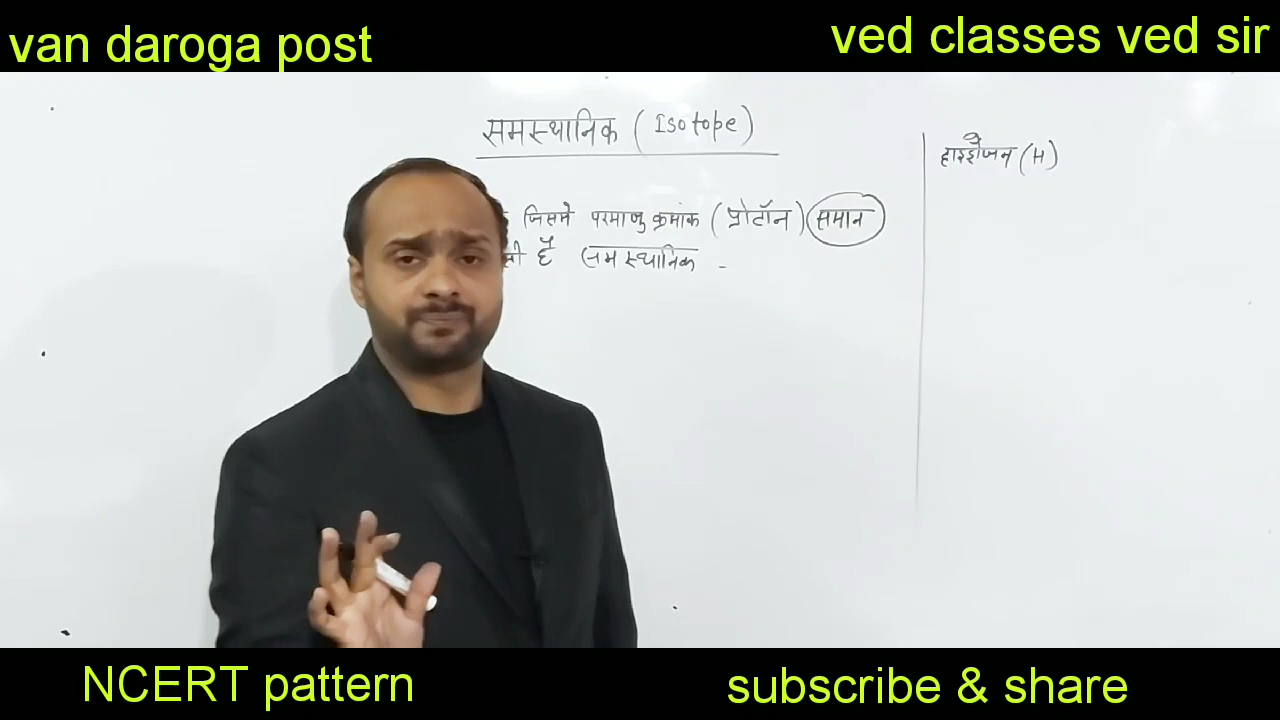 van daroga post
ved classes ved sir
समस्थानिक (Isotope)
हाइड्रोजन (H)
जिसमे परमाणु क्रमांक (प्रोटॉन) समान
है समस्थानिक -
NCERT pattern
subscribe & share